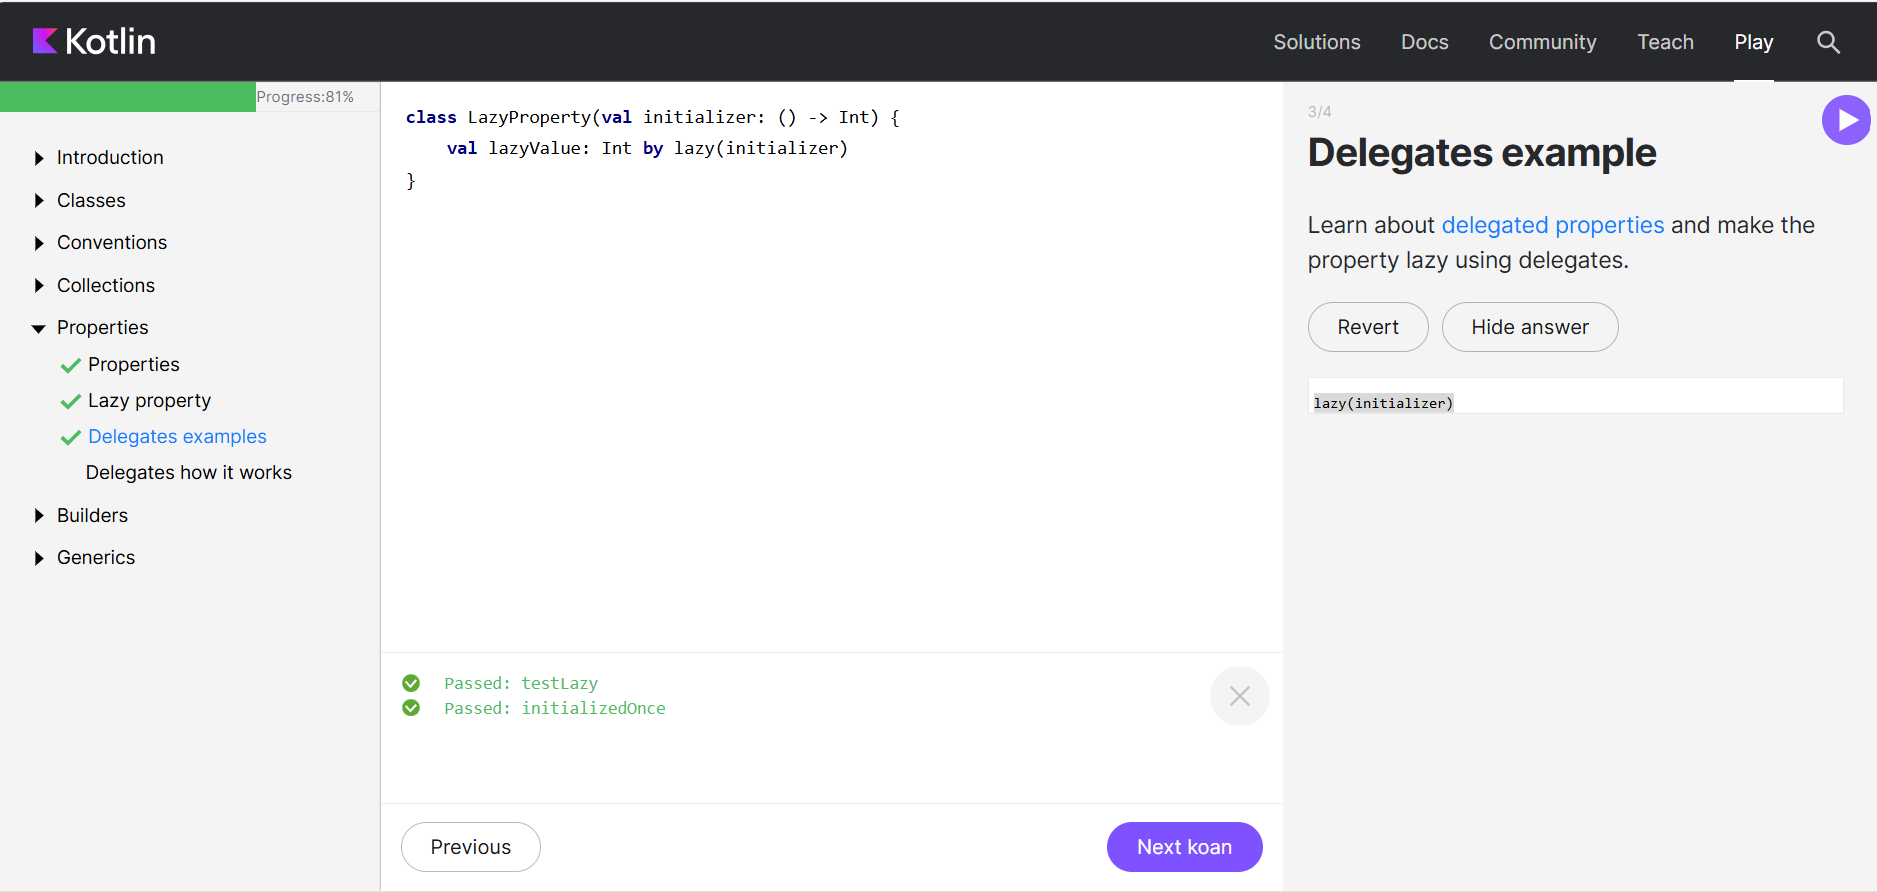 Kotlin
Solutions
Docs
Community
Teach
Play
Progress:81%
Introduction
Classes
Conventions
Collections
Properties
Properties
Lazy property
Delegates examples
Delegates how it works
Builders
Generics
class LazyProperty(val initializer: () -> Int) {
    val lazyValue: Int by lazy(initializer)
}
Passed: testLazy
Passed: initializedOnce
Previous
Next koan
3/4
Delegates example
Learn about delegated properties and make the
property lazy using delegates.
Revert
Hide answer
lazy(initializer)